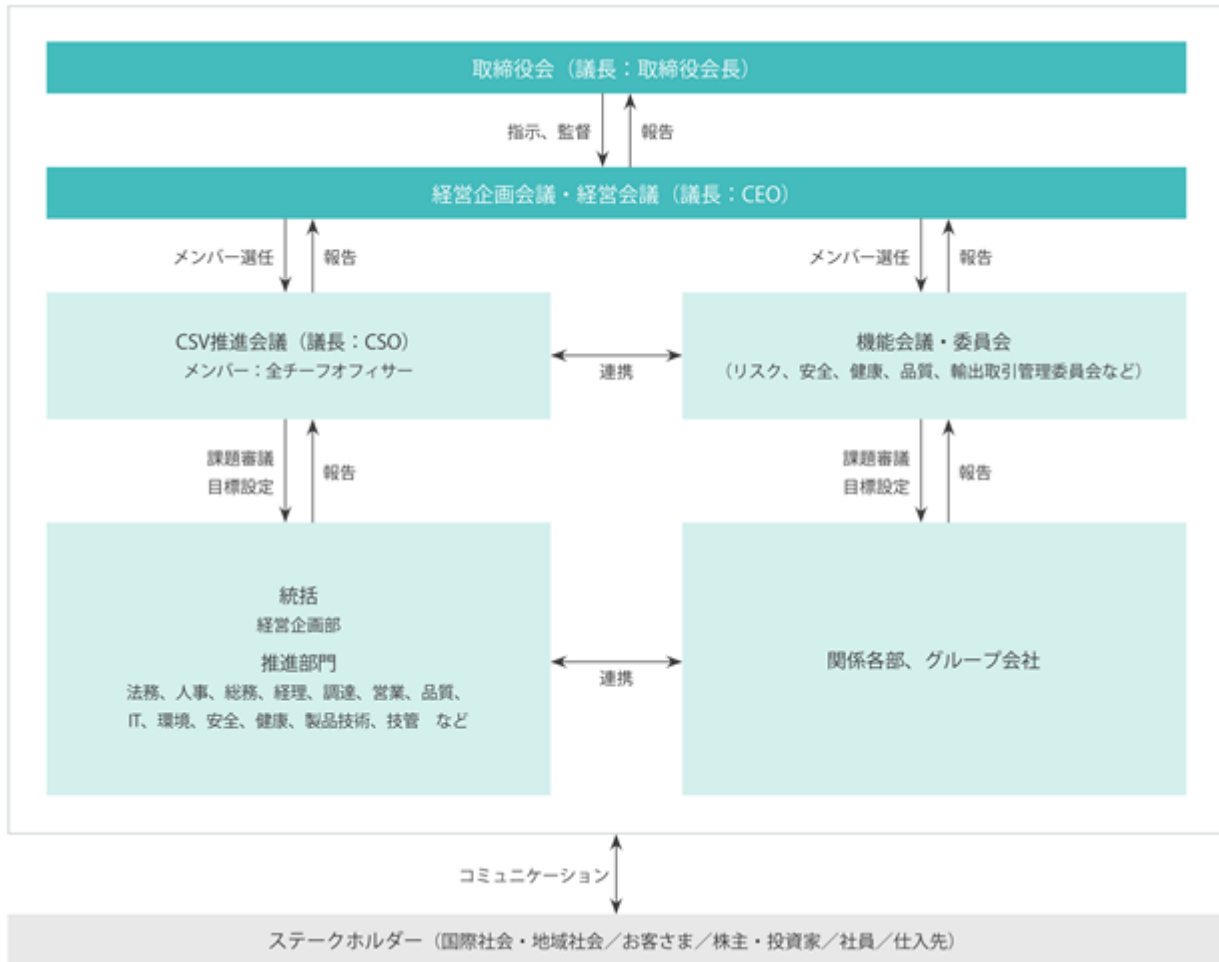 取締役会（議長：取締役会長）
指示、監督
報告
経営企画会議・経営会議（議長：CEO）
メンバー選任
報告
メンバー選任
報告
CSV推進会議（議長：CSO）
メンバー：全チーフオフィサー
連携
機能会議・委員会
（リスク、安全、健康、品質、輸出取引管理委員会など）
課題審議
目標設定
報告
課題審議
目標設定
報告
統括
経営企画部
推進部門
法務、人事、総務、経理、調達、営業、品質、
IT、環境、安全、健康、製品技術、技管　など
連携
関係各部、グループ会社
コミュニケーション
ステークホルダー（国際社会・地域社会／お客さま／株主・投資家／社員／仕入先）